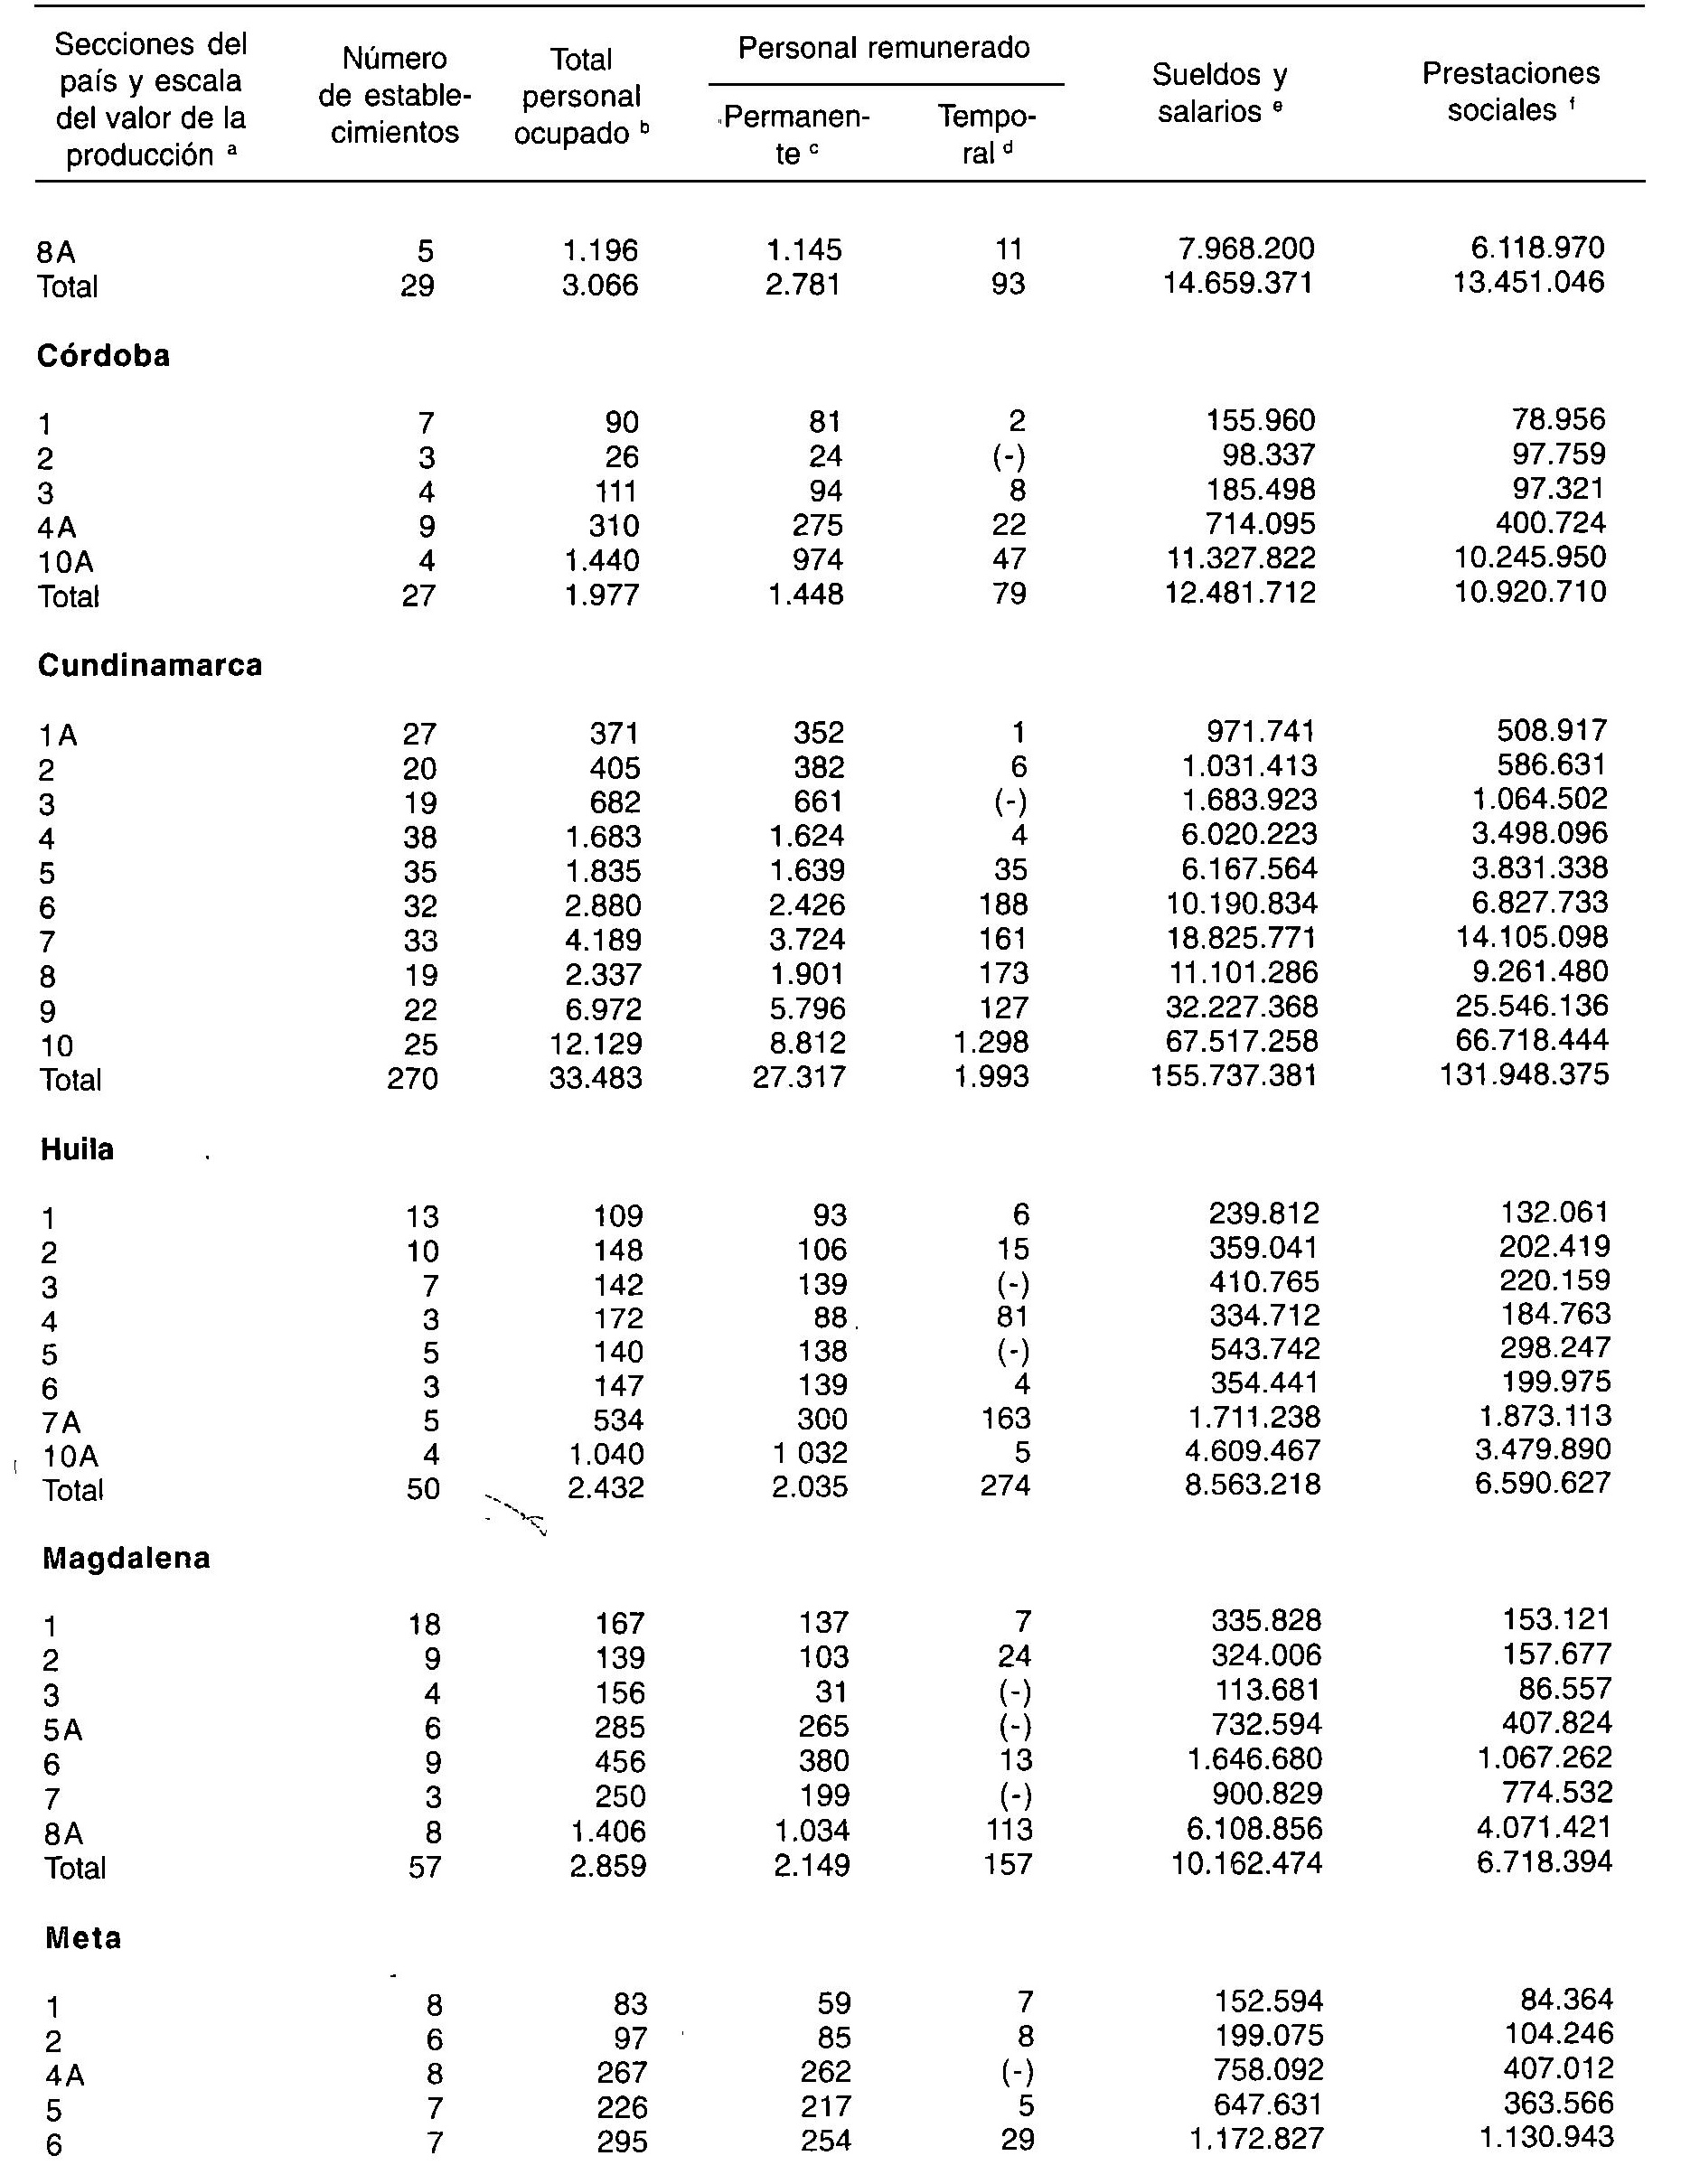 Secciones del país y escala del valor de la producción a	Número de estable-cimientos	Total personal ocupado b	Personal remunerado Permanen-te c	Tempo-ral d	Sueldos y salarios e	Prestaciones sociales f
8A	5	1.196	1.145	11	7.968.200	6.118.970
Total	29	3.066	2.781	93	14.659.371	13.451.046
Córdoba
1	7	90	81	2	155.960	78.956
2	3	26	24	(-)	98.337	97.759
3	4	111	94	8	185.498	97.321
4A	9	310	275	22	714.095	400.724
10A	4	1.440	974	47	11.327.822	10.245.950
Total	27	1.977	1.448	79	12.481.712	10.920.710
Cundinamarca
1A	27	371	352	1	971.741	508.917
2	20	405	382	6	1.031.413	586.631
3	19	682	661	(-)	1.683.923	1.064.502
4	38	1.683	1.624	4	6.020.223	3.498.096
5	35	1.835	1.639	35	6.167.564	3.831.338
6	32	2.880	2.426	188	10.190.834	6.827.733
7	33	4.189	3.724	161	18.825.771	14.105.098
8	19	2.337	1.901	173	11.101.286	9.261.480
9	22	6.972	5.796	127	32.227.368	25.546.136
10	25	12.129	8.812	1.298	67.517.258	66.718.444
Total	270	33.483	27.317	1.993	155.737.381	131.948.375
Huila
1	13	109	93	6	239.812	132.061
2	10	148	106	15	359.041	202.419
3	7	142	139	(-)	410.765	220.159
4	3	172	88	81	334.712	184.763
5	5	140	138	(-)	543.742	298.247
6	3	147	139	4	354.441	199.975
7A	5	534	300	163	1.711.238	1.873.113
10A	4	1.040	1 032	5	4.609.467	3.479.890
Total	50	2.432	2.035	274	8.563.218	6.590.627
Magdalena
1	18	167	137	7	335.828	153.121
2	9	139	103	24	324.006	157.677
3	4	156	31	(-)	113.681	86.557
5A	6	285	265	(-)	732.594	407.824
6	9	456	380	13	1.646.680	1.067.262
7	3	250	199	(-)	900.829	774.532
8A	8	1.406	1.034	113	6.108.856	4.071.421
Total	57	2.859	2.149	157	10.162.474	6.718.394
Meta
1	8	83	59	7	152.594	84.364
2	6	97	85	8	199.075	104.246
4A	8	267	262	(-)	758.092	407.012
5	7	226	217	5	647.631	363.566
6	7	295	254	29	1.172.827	1.130.943